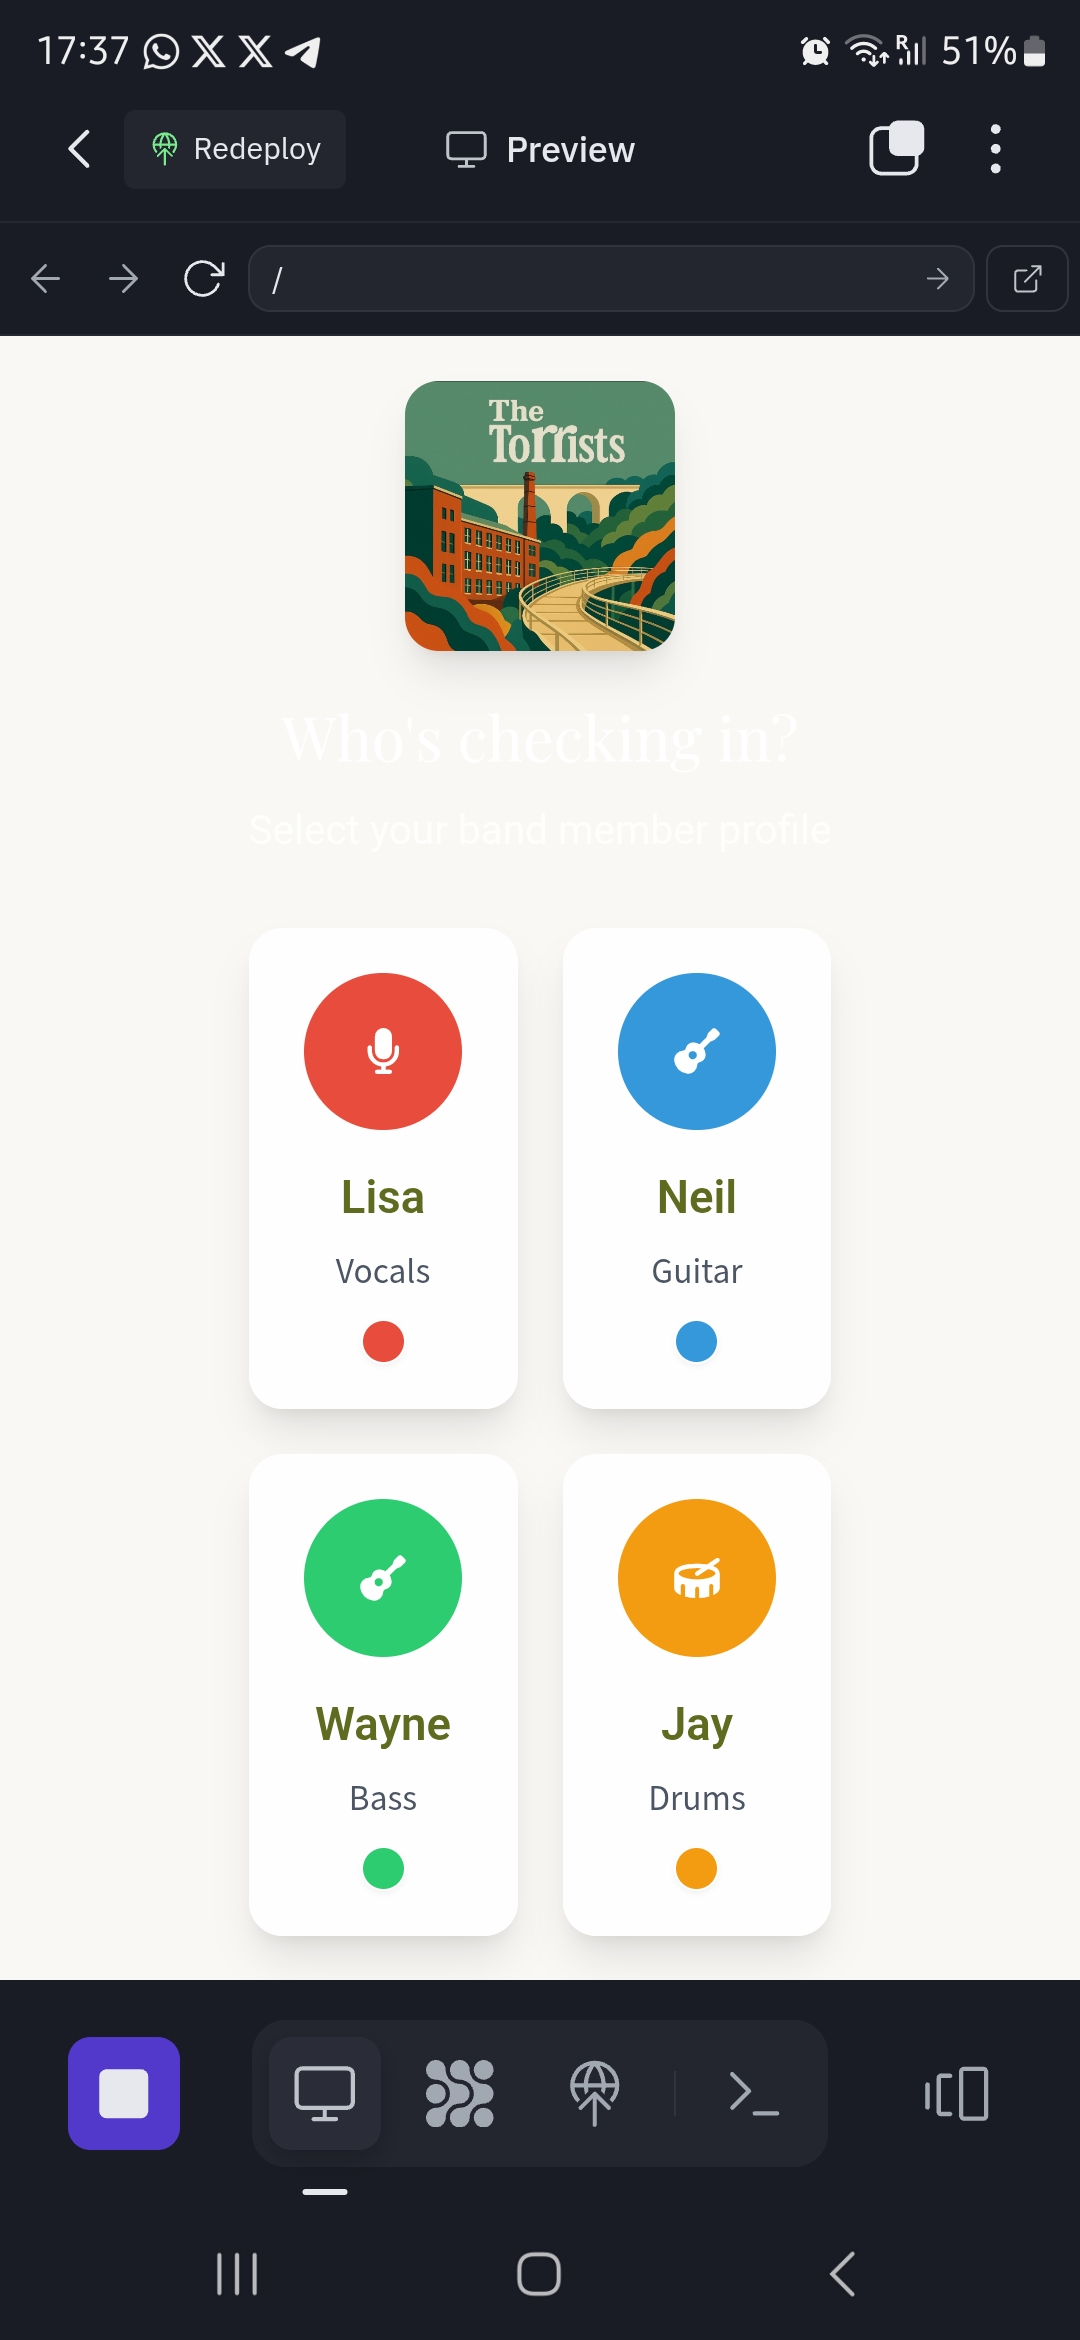 17:37
R
51%
Redeploy
Preview
/
The
Torrists
Who's checking in?
Select your band member profile
Lisa
Neil
Vocals
Guitar
Wayne
Jay
Bass
Drums